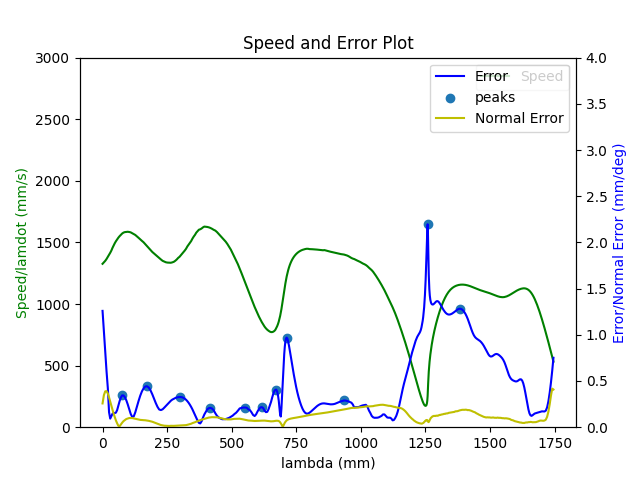 Speed and Error Plot
3000
2500
2000
1500
1000
500
0
Speed/lamdot (mm/s)
4.0
3.5
3.0
2.5
2.0
1.5
1.0
0.5
0.0
Error/Normal Error (mm/deg)
Error
Speed
peaks
Normal Error
0 250 500 750 1000 1250 1500 1750
lambda (mm)